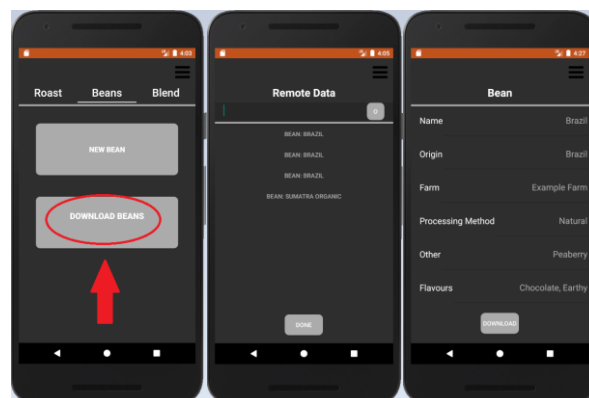 4:03
Roast Beans Blend
NEW BEAN
DOWNLOAD BEANS
4:05
Remote Data
BEAN: BRAZIL
BEAN: BRAZIL
BEAN: BRAZIL
BEAN: SUMATRA ORGANIC
DONE
4:27
Bean
Name Brazil
Origin Brazil
Farm Example Farm
Processing Method Natural
Other Peaberry
Flavours Chocolate, Earthy
DOWNLOAD